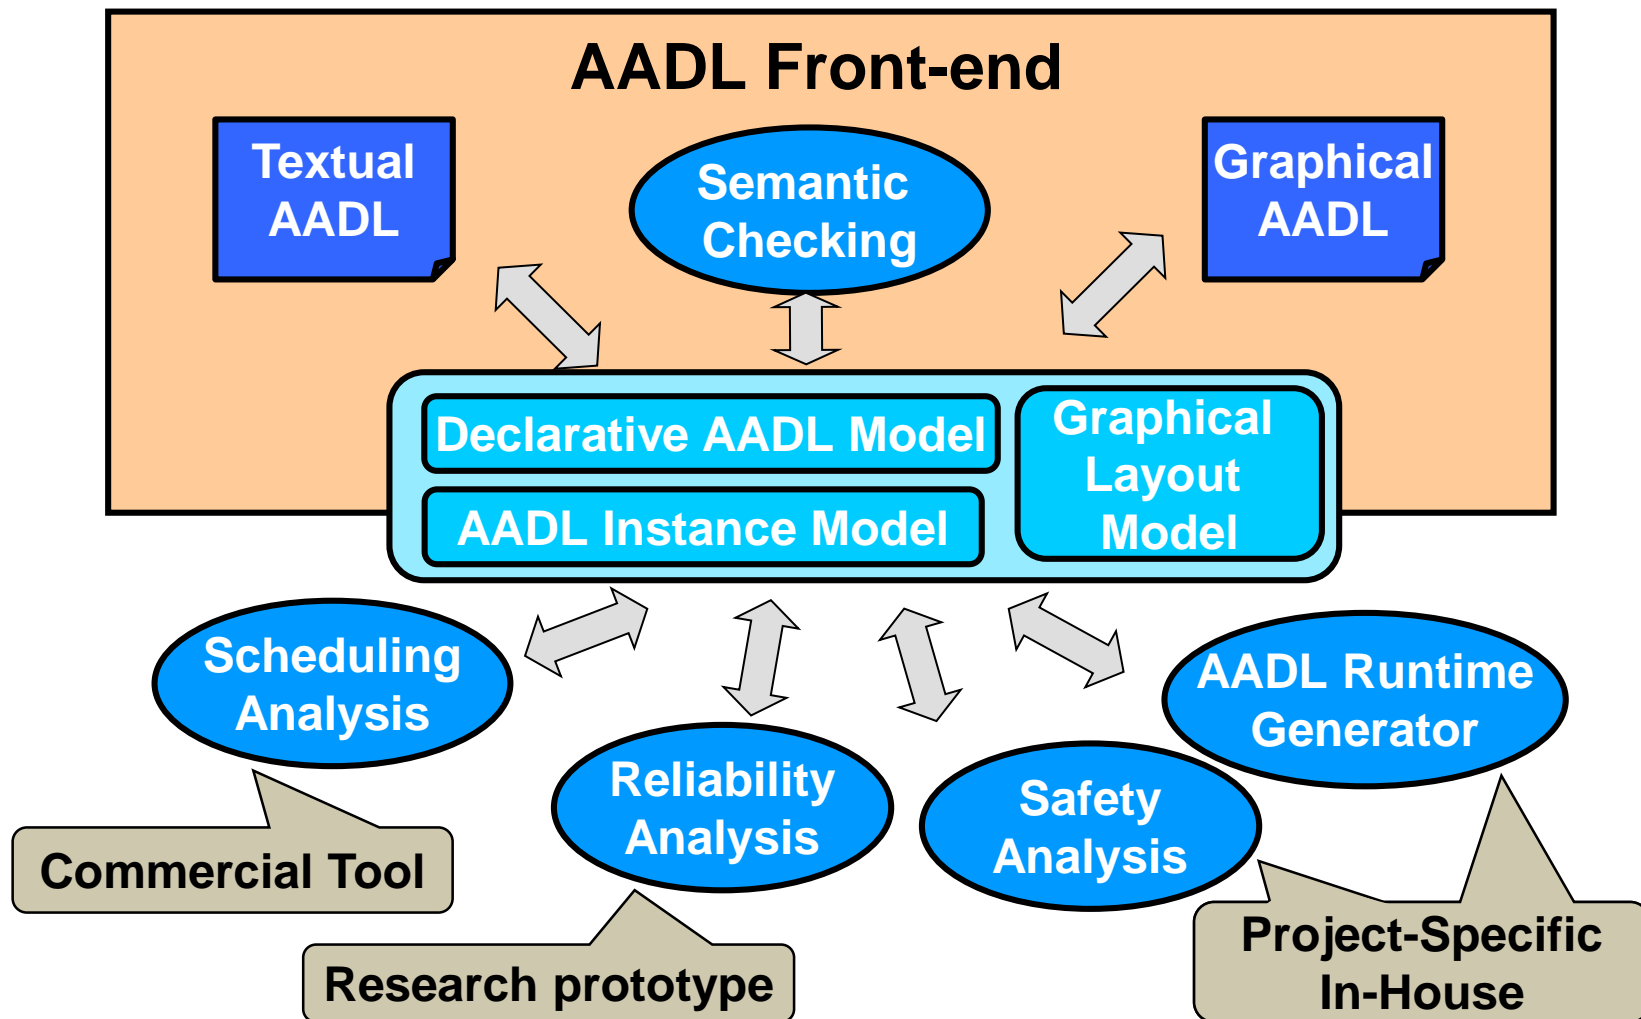 AADL Front-end
Textual
AADL
Semantic
Checking
Graphical
AADL
Declarative AADL Model
AADL Instance Model
Graphical
Layout
Model
Scheduling
Analysis
Reliability
Analysis
Safety
Analysis
AADL Runtime
Generator
Commercial Tool
Research prototype
Project-Specific
In-House